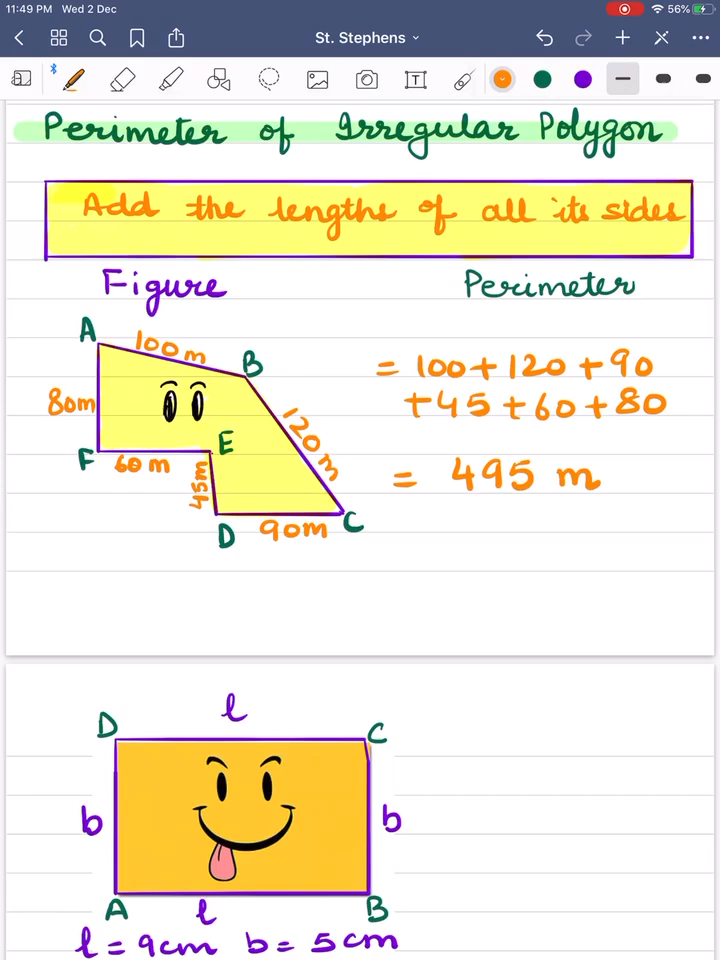 11:49 PM Wed 2 Dec
56%
St. Stephens
T
Perimeter of Irregular Polygon
Add the lengths of all its sides
Figure Perimeter
A
100m
B
80m
120m
F
60m
E
45m
D
90m
C
= 100 + 120 + 90
+ 45 + 60 + 80
= 495 m
l
D C
b b
A l B
l = 9cm b = 5cm